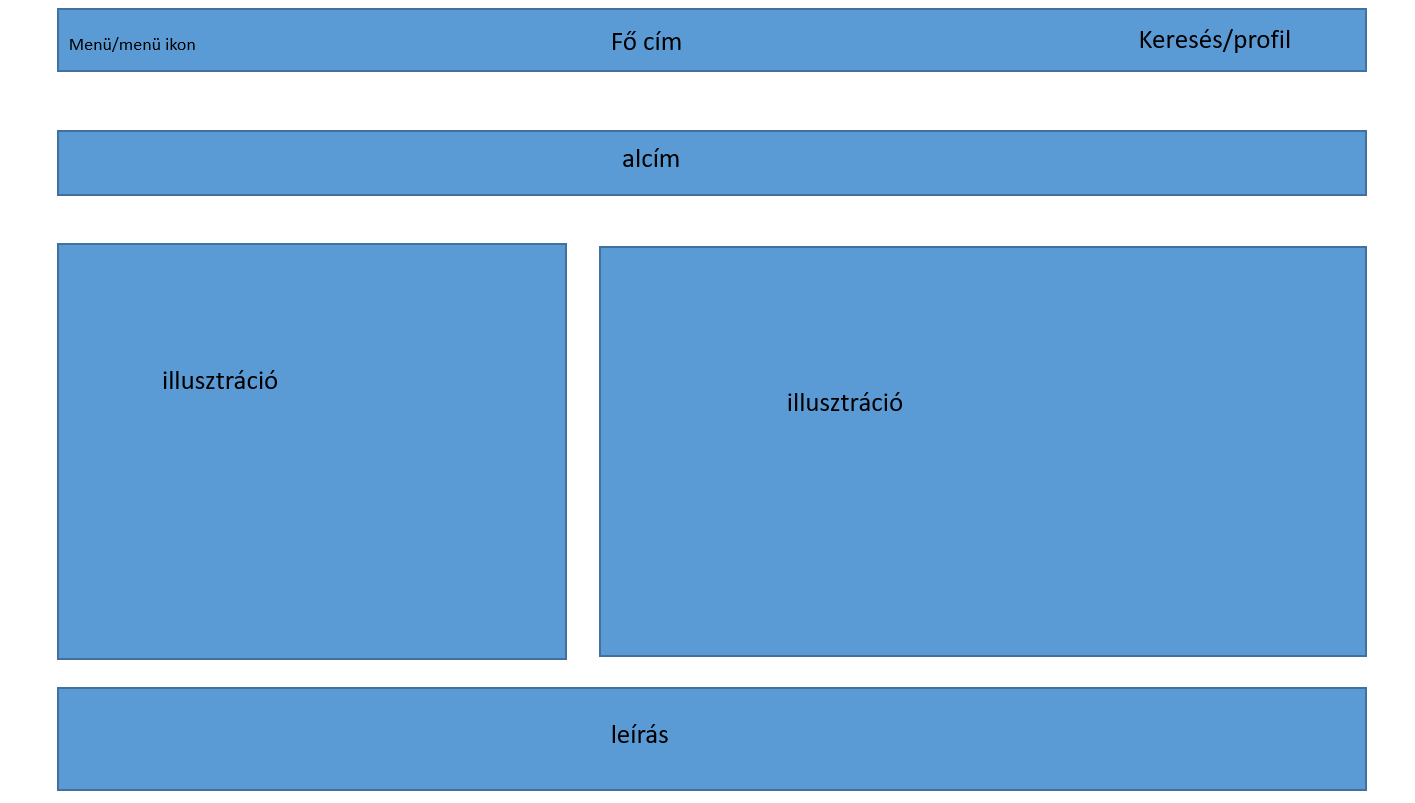 Menü/menü ikon
Fő cím
Keresés/profil
alcím
illusztráció
illusztráció
leírás